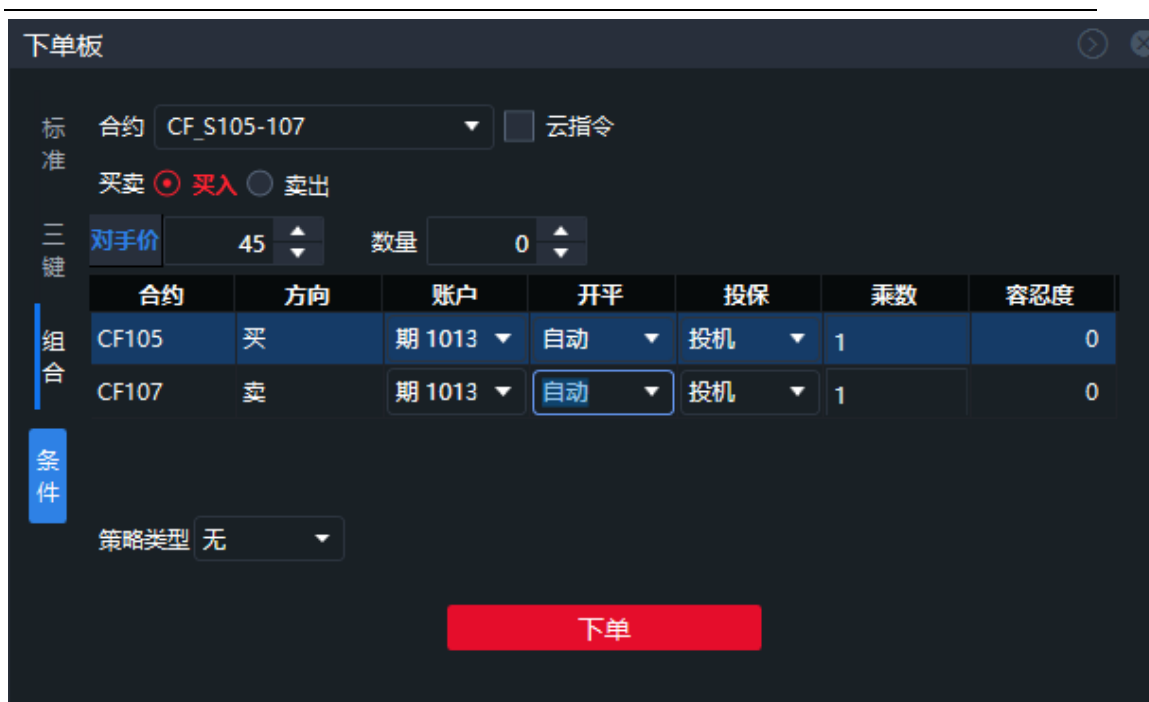 下单板
标准
三键
组合
条件
合约 CF_S105-107 云指令
买卖 买入 卖出
对手价 45 数量 0
合约 方向 账户 开平 投保 乘数 容忍度
CF105 买 期 1013 自动 投机 1 0
CF107 卖 期 1013 自动 投机 1 0
策略类型 无
下单